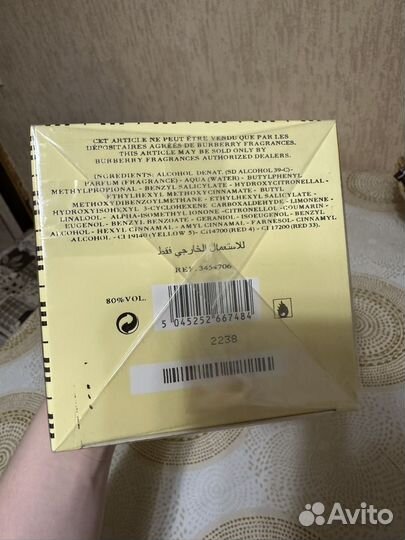 CET ARTICLE NE PEUT ÊTRE VENDU QUE PAR LES
DÉPOSITAIRES AGRÉÉS DE BURBERRY FRAGRANCES.
THIS ARTICLE MAY BE SOLD ONLY BY
BURBERRY FRAGRANCES AUTHORIZED DEALERS.
INGREDIENTS: ALCOHOL DENAT. (SD ALCOHOL 39-C) -
PARFUM (FRAGRANCE) - AQUA (WATER) - BUTYLPHENYL
METHYLPROPIONAL - BENZYL SALICYLATE - HYDROXYCITRONELLAL -
ETHYLHEXYL METHOXYCINNAMATE - BUTYL
METHOXYDIBENZOYLMETHANE - ETHYLHEXYL SALICYLATE -
HYDROXYISOHEXYL 3-CYCLOHEXENE CARBOXALDEHYDE - LIMONENE -
LINALOOL - ALPHA-ISOMETHYL IONONE - CITRONELLOL - COUMARIN -
EUGENOL - BENZYL BENZOATE - GERANIOL - ISOEUGENOL - BENZYL
ALCOHOL - HEXYL CINNAMAL - AMYL CINNAMAL - FARNESOL - CINNAMYL
ALCOHOL - CI 19140 (YELLOW 5) - CI 14700 (RED 4) - CI 17200 (RED 33).
للاستعمال الخارجي فقط
REF. 3454706
80% VOL.
5 045252 667484
2238
Avito